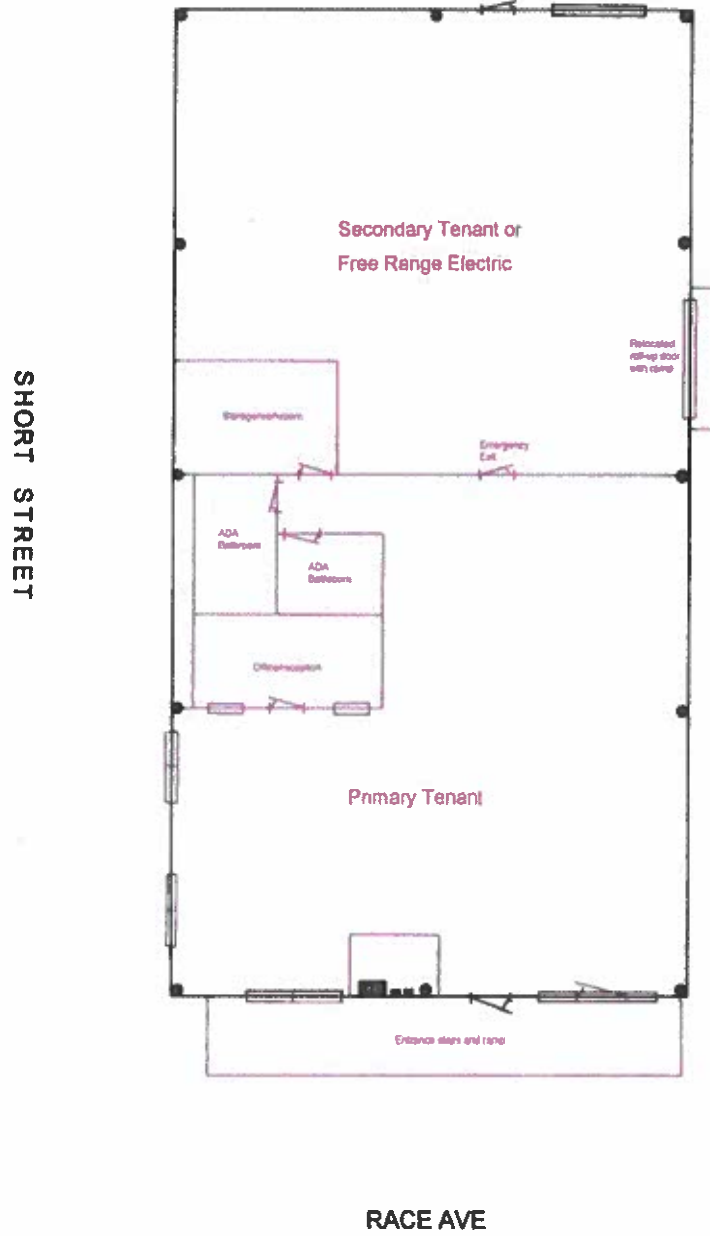 Secondary Tenant or
Free Range Electric
Relocated
roll-up door
with ramp
Emergency
Exit
SHORT STREET
ADA
Bathroom
ADA
Bathroom
Office/reception
Primary Tenant
Entrance stairs and ramp
RACE AVE